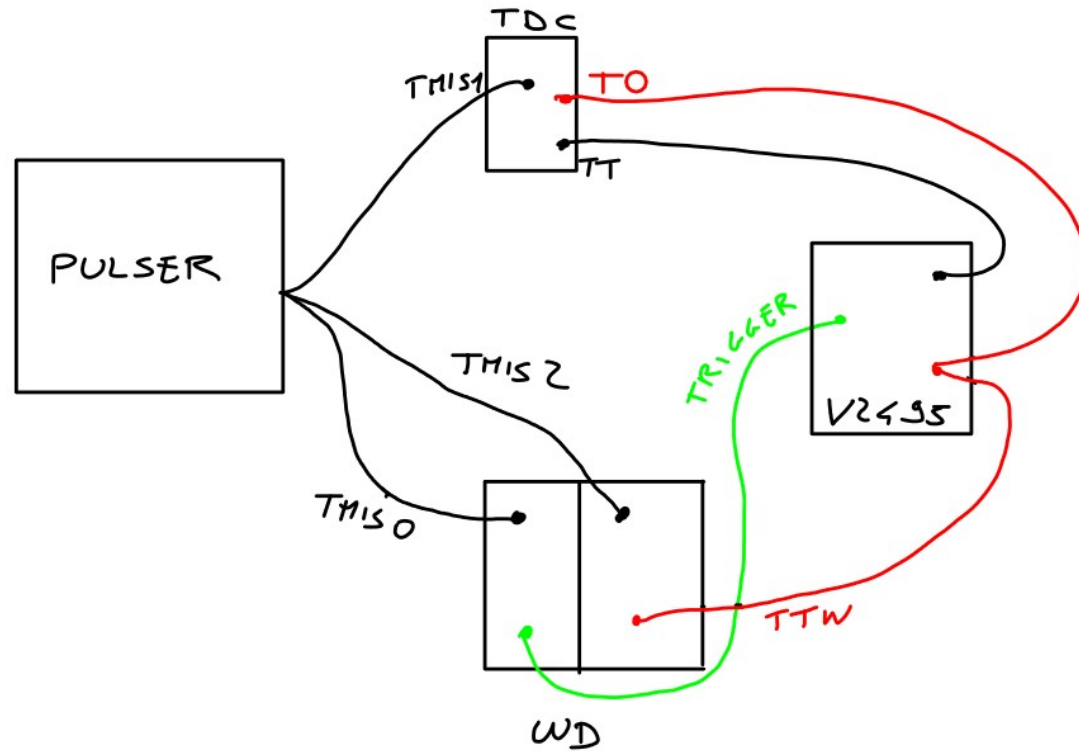 TDC
TMIS1
TO
TT
PULSER
TRIGGER
TMIS2
V2495
TMIS0
TTW
WD